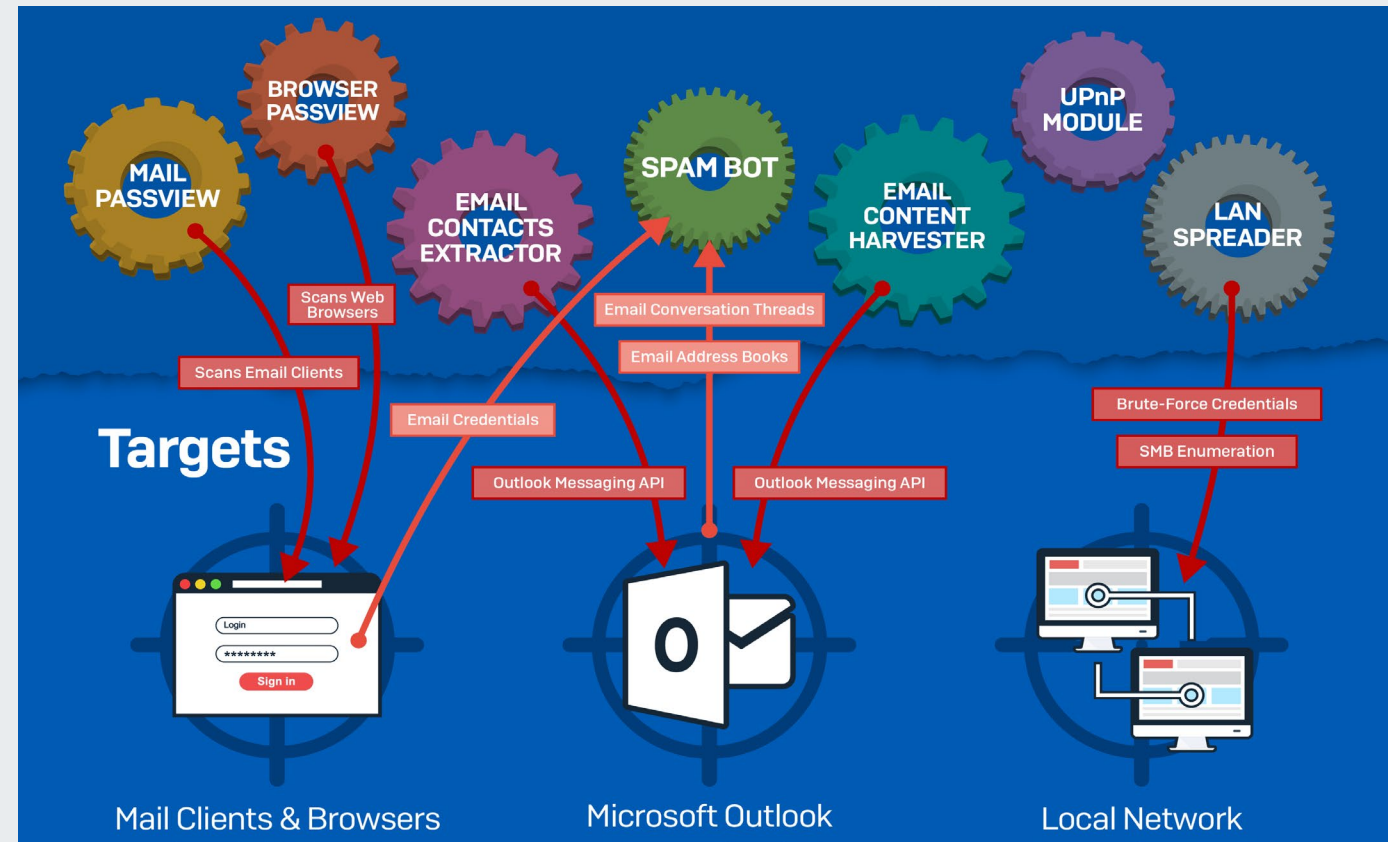 BROWSER
PASSVIEW
MAIL
PASSVIEW
EMAIL
CONTACTS
EXTRACTOR
SPAM BOT
EMAIL
CONTENT
HARVESTER
UPnP
MODULE
LAN
SPREADER
Scans Web
Browsers
Scans Email Clients
Email Conversation Threads
Email Address Books
Email Credentials
Brute-Force Credentials
SMB Enumeration
Targets
Outlook Messaging API
Outlook Messaging API
Login
********
Sign in
O
Mail Clients & Browsers
Microsoft Outlook
Local Network